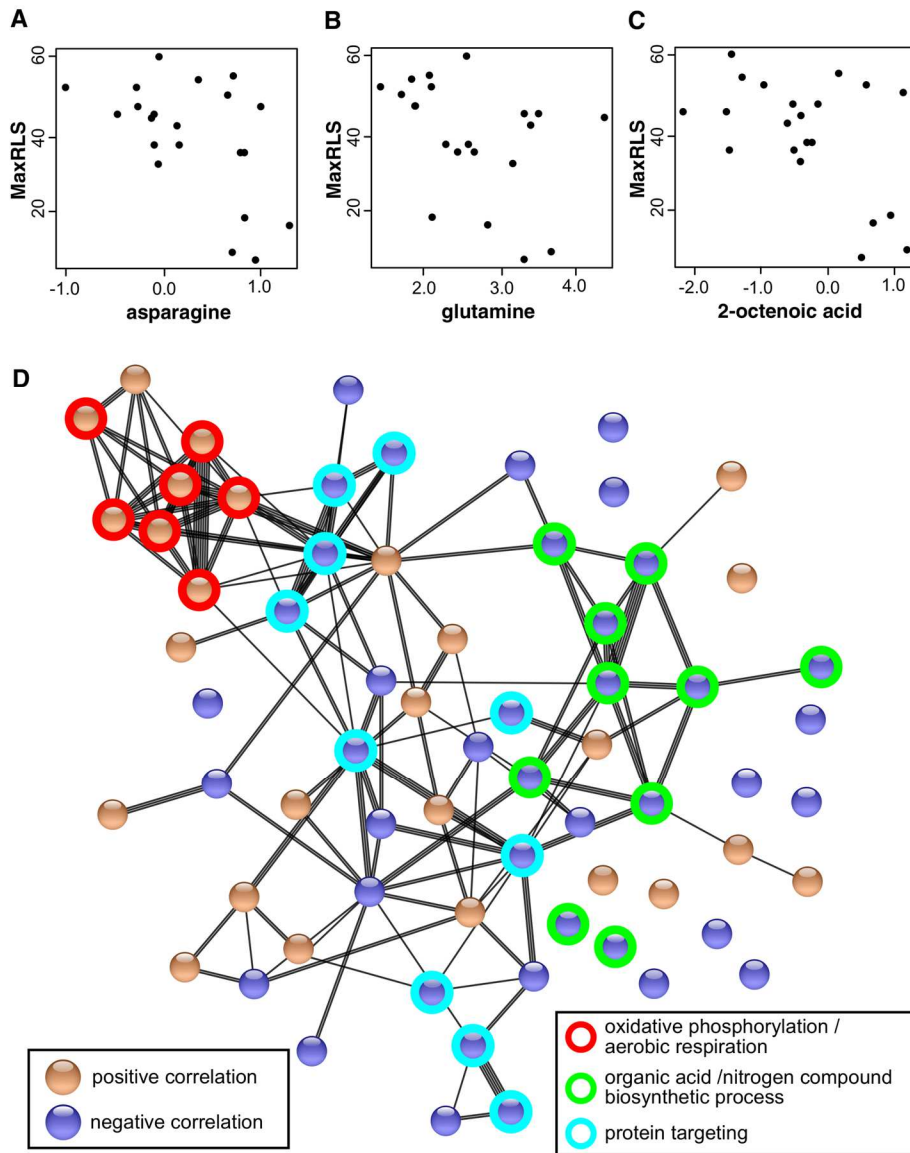 A
B
C
MaxRLS
60
40
20
-1.0
0.0
1.0
asparagine
MaxRLS
60
40
20
2.0
3.0
4.0
glutamine
MaxRLS
60
40
20
-2.0
-1.0
0.0
1.0
2-octenoic acid
D
positive correlation
negative correlation
oxidative phosphorylation /
aerobic respiration
organic acid /nitrogen compound
biosynthetic process
protein targeting